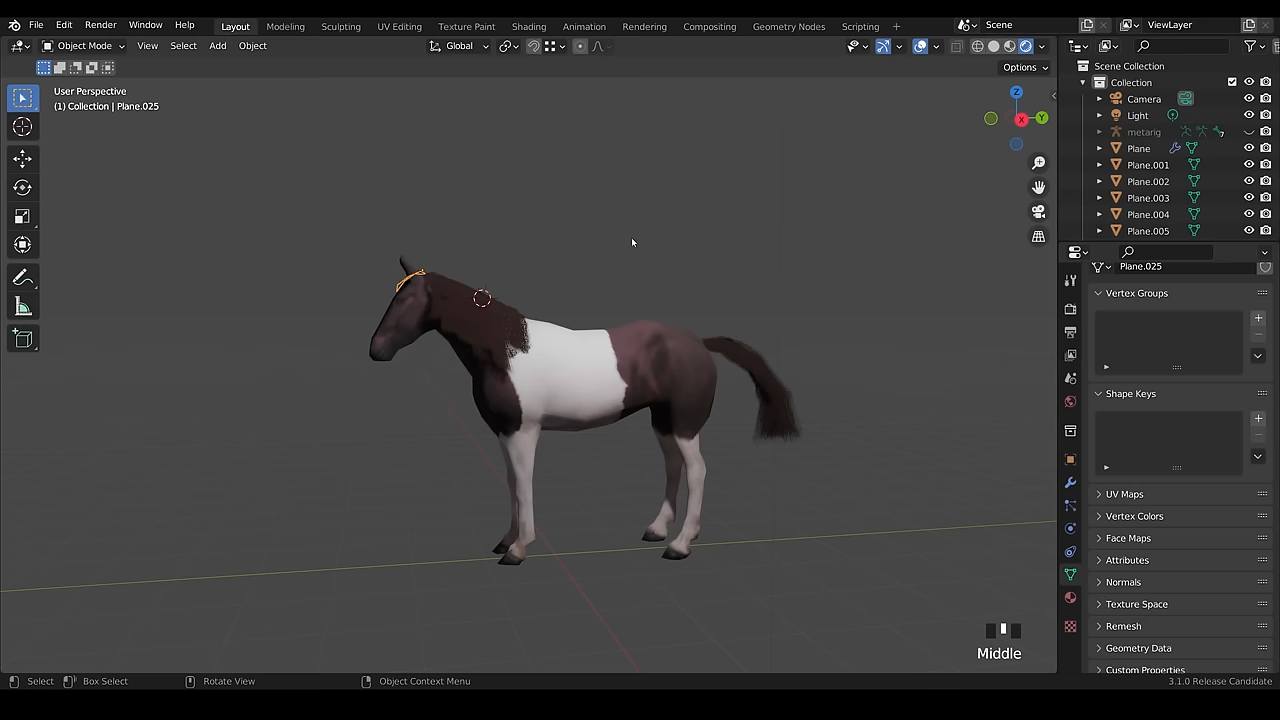 File Edit Render Window Help Layout Modeling Sculpting UV Editing Texture Paint Shading Animation Rendering Compositing Geometry Nodes Scripting + Scene ViewLayer
Object Mode View Select Add Object Global
Options
User Perspective
(1) Collection | Plane.025
Z
X
Y
Scene Collection
Collection
Camera
Light
metarig 7
Plane
Plane.001
Plane.002
Plane.003
Plane.004
Plane.005
Plane.025
Vertex Groups
Shape Keys
UV Maps
Vertex Colors
Face Maps
Attributes
Normals
Texture Space
Remesh
Geometry Data
Custom Properties
Middle
Select Box Select Rotate View Object Context Menu 3.1.0 Release Candidate